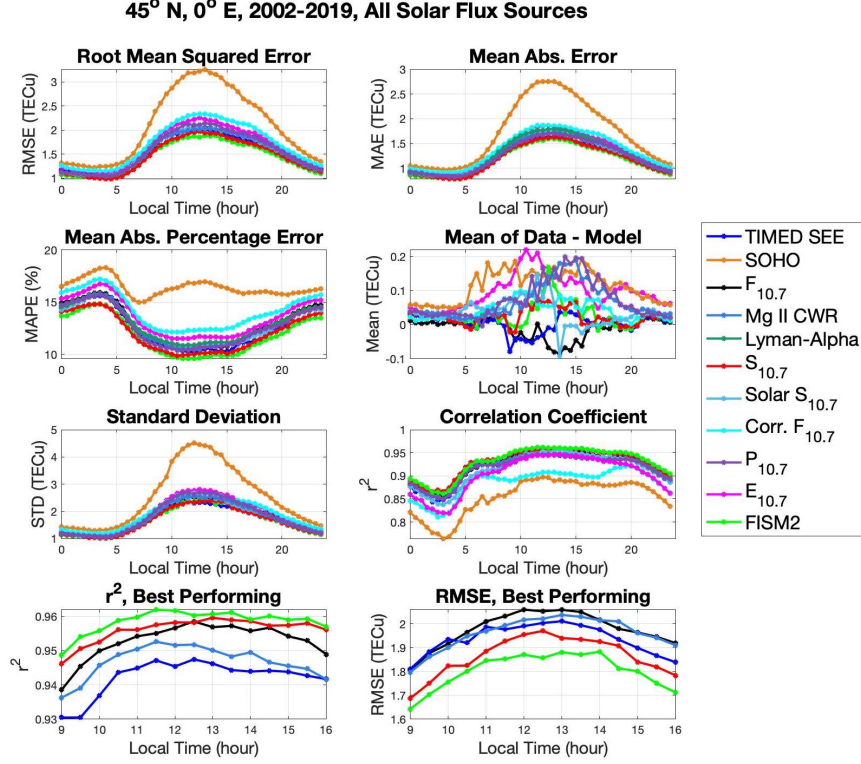 45° N, 0° E, 2002-2019, All Solar Flux Sources
Root Mean Squared Error
RMSE (TECu)
3
2.5
2
1.5
1
0 5 10 15 20
Local Time (hour)
Mean Abs. Error
MAE (TECu)
3
2.5
2
1.5
1
0 5 10 15 20
Local Time (hour)
Mean Abs. Percentage Error
MAPE (%)
20
15
10
0 5 10 15 20
Local Time (hour)
Mean of Data - Model
Mean (TECu)
0.2
0.1
0
-0.1
0 5 10 15 20
Local Time (hour)
Standard Deviation
STD (TECu)
5
4
3
2
1
0 5 10 15 20
Local Time (hour)
Correlation Coefficient
r²
1
0.95
0.90
0.85
0.8
0 5 10 15 20
Local Time (hour)
r², Best Performing
r²
0.96
0.95
0.94
0.93
9 10 11 12 13 14 15 16
Local Time (hour)
RMSE, Best Performing
RMSE (TECu)
2
1.9
1.8
1.7
1.6
9 10 11 12 13 14 15 16
Local Time (hour)
TIMED SEE
SOHO
F10.7
Mg II CWR
Lyman-Alpha
S10.7
Solar S10.7
Corr. F10.7
P10.7
E10.7
FISM2